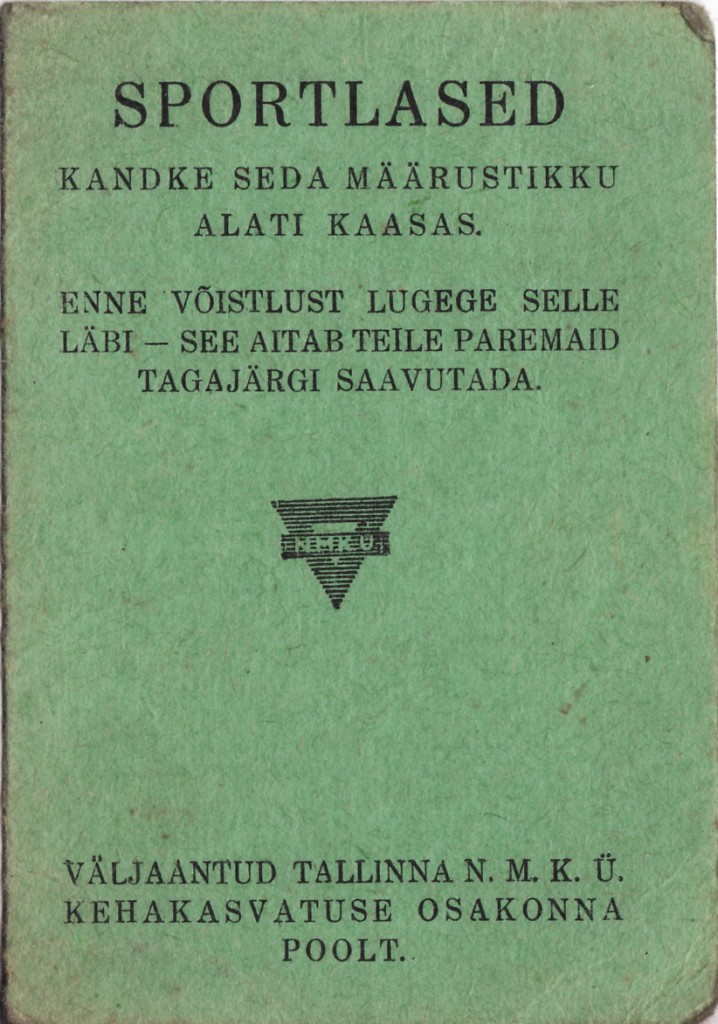 SPORTLASED
KANDKE SEDA MÄÄRUSTIKKU
ALATI KAASAS.
ENNE VÕISTLUST LUGEGE SELLE
LÄBI — SEE AITAB TEILE PAREMAID
TAGAJÄRGI SAAVUTADA.
N.M.K.Ü.
VÄLJAANTUD TALLINNA N. M. K. Ü.
KEHAKASVATUSE OSAKONNA
POOLT.